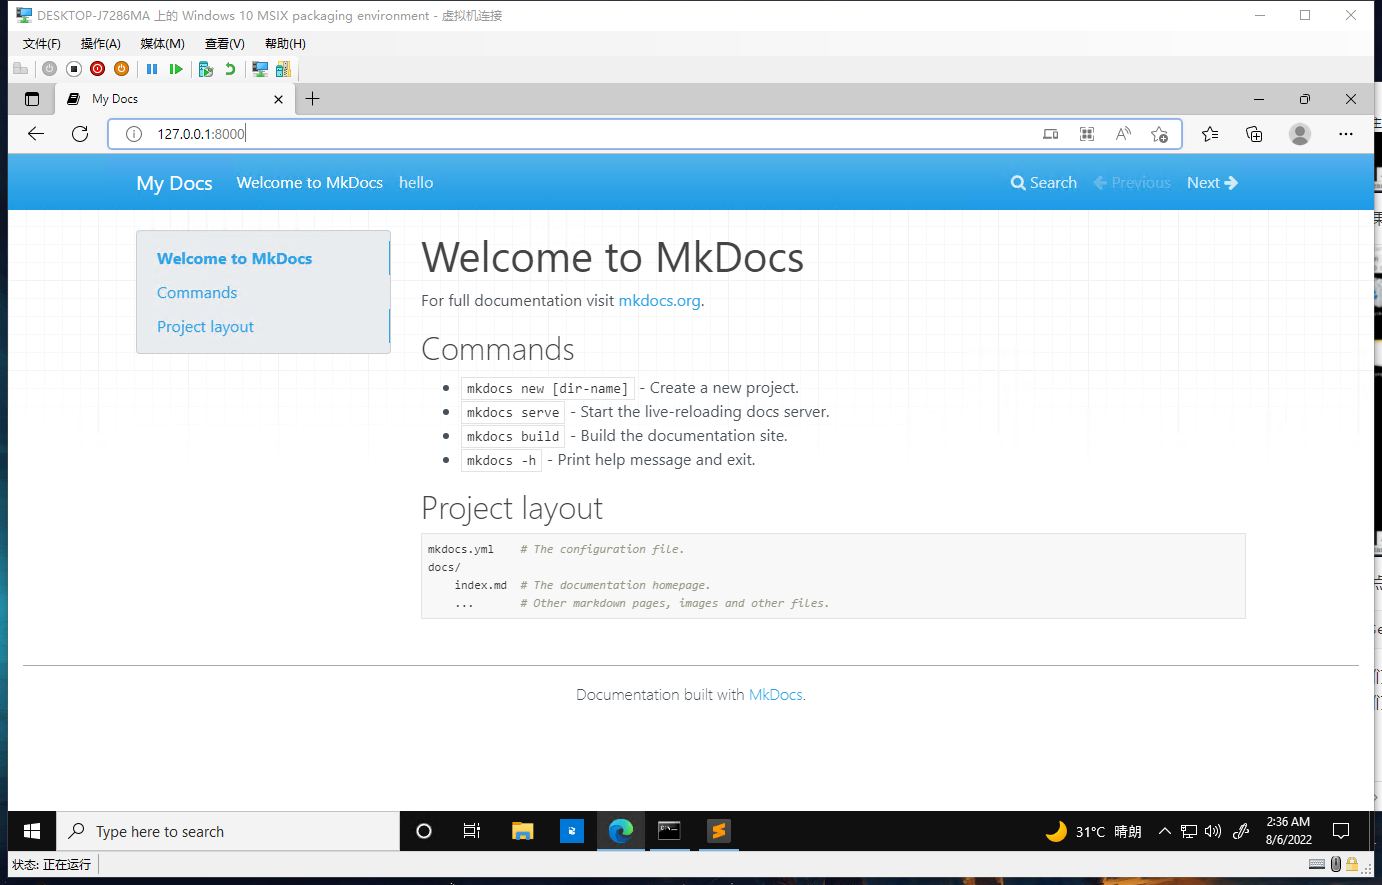 DESKTOP-J7286MA 上的 Windows 10 MSIX packaging environment - 虚拟机连接
文件(F) 操作(A) 媒体(M) 查看(V) 帮助(H)
My Docs
127.0.0.1:8000
My Docs Welcome to MkDocs hello Search Previous Next
Welcome to MkDocs
Commands
Project layout
Welcome to MkDocs
For full documentation visit mkdocs.org.
Commands
mkdocs new [dir-name] - Create a new project.
mkdocs serve - Start the live-reloading docs server.
mkdocs build - Build the documentation site.
mkdocs -h - Print help message and exit.
Project layout
mkdocs.yml # The configuration file.
docs/
index.md # The documentation homepage.
... # Other markdown pages, images and other files.
Documentation built with MkDocs.
Type here to search
31°C 晴朗
2:36 AM
8/6/2022
状态: 正在运行